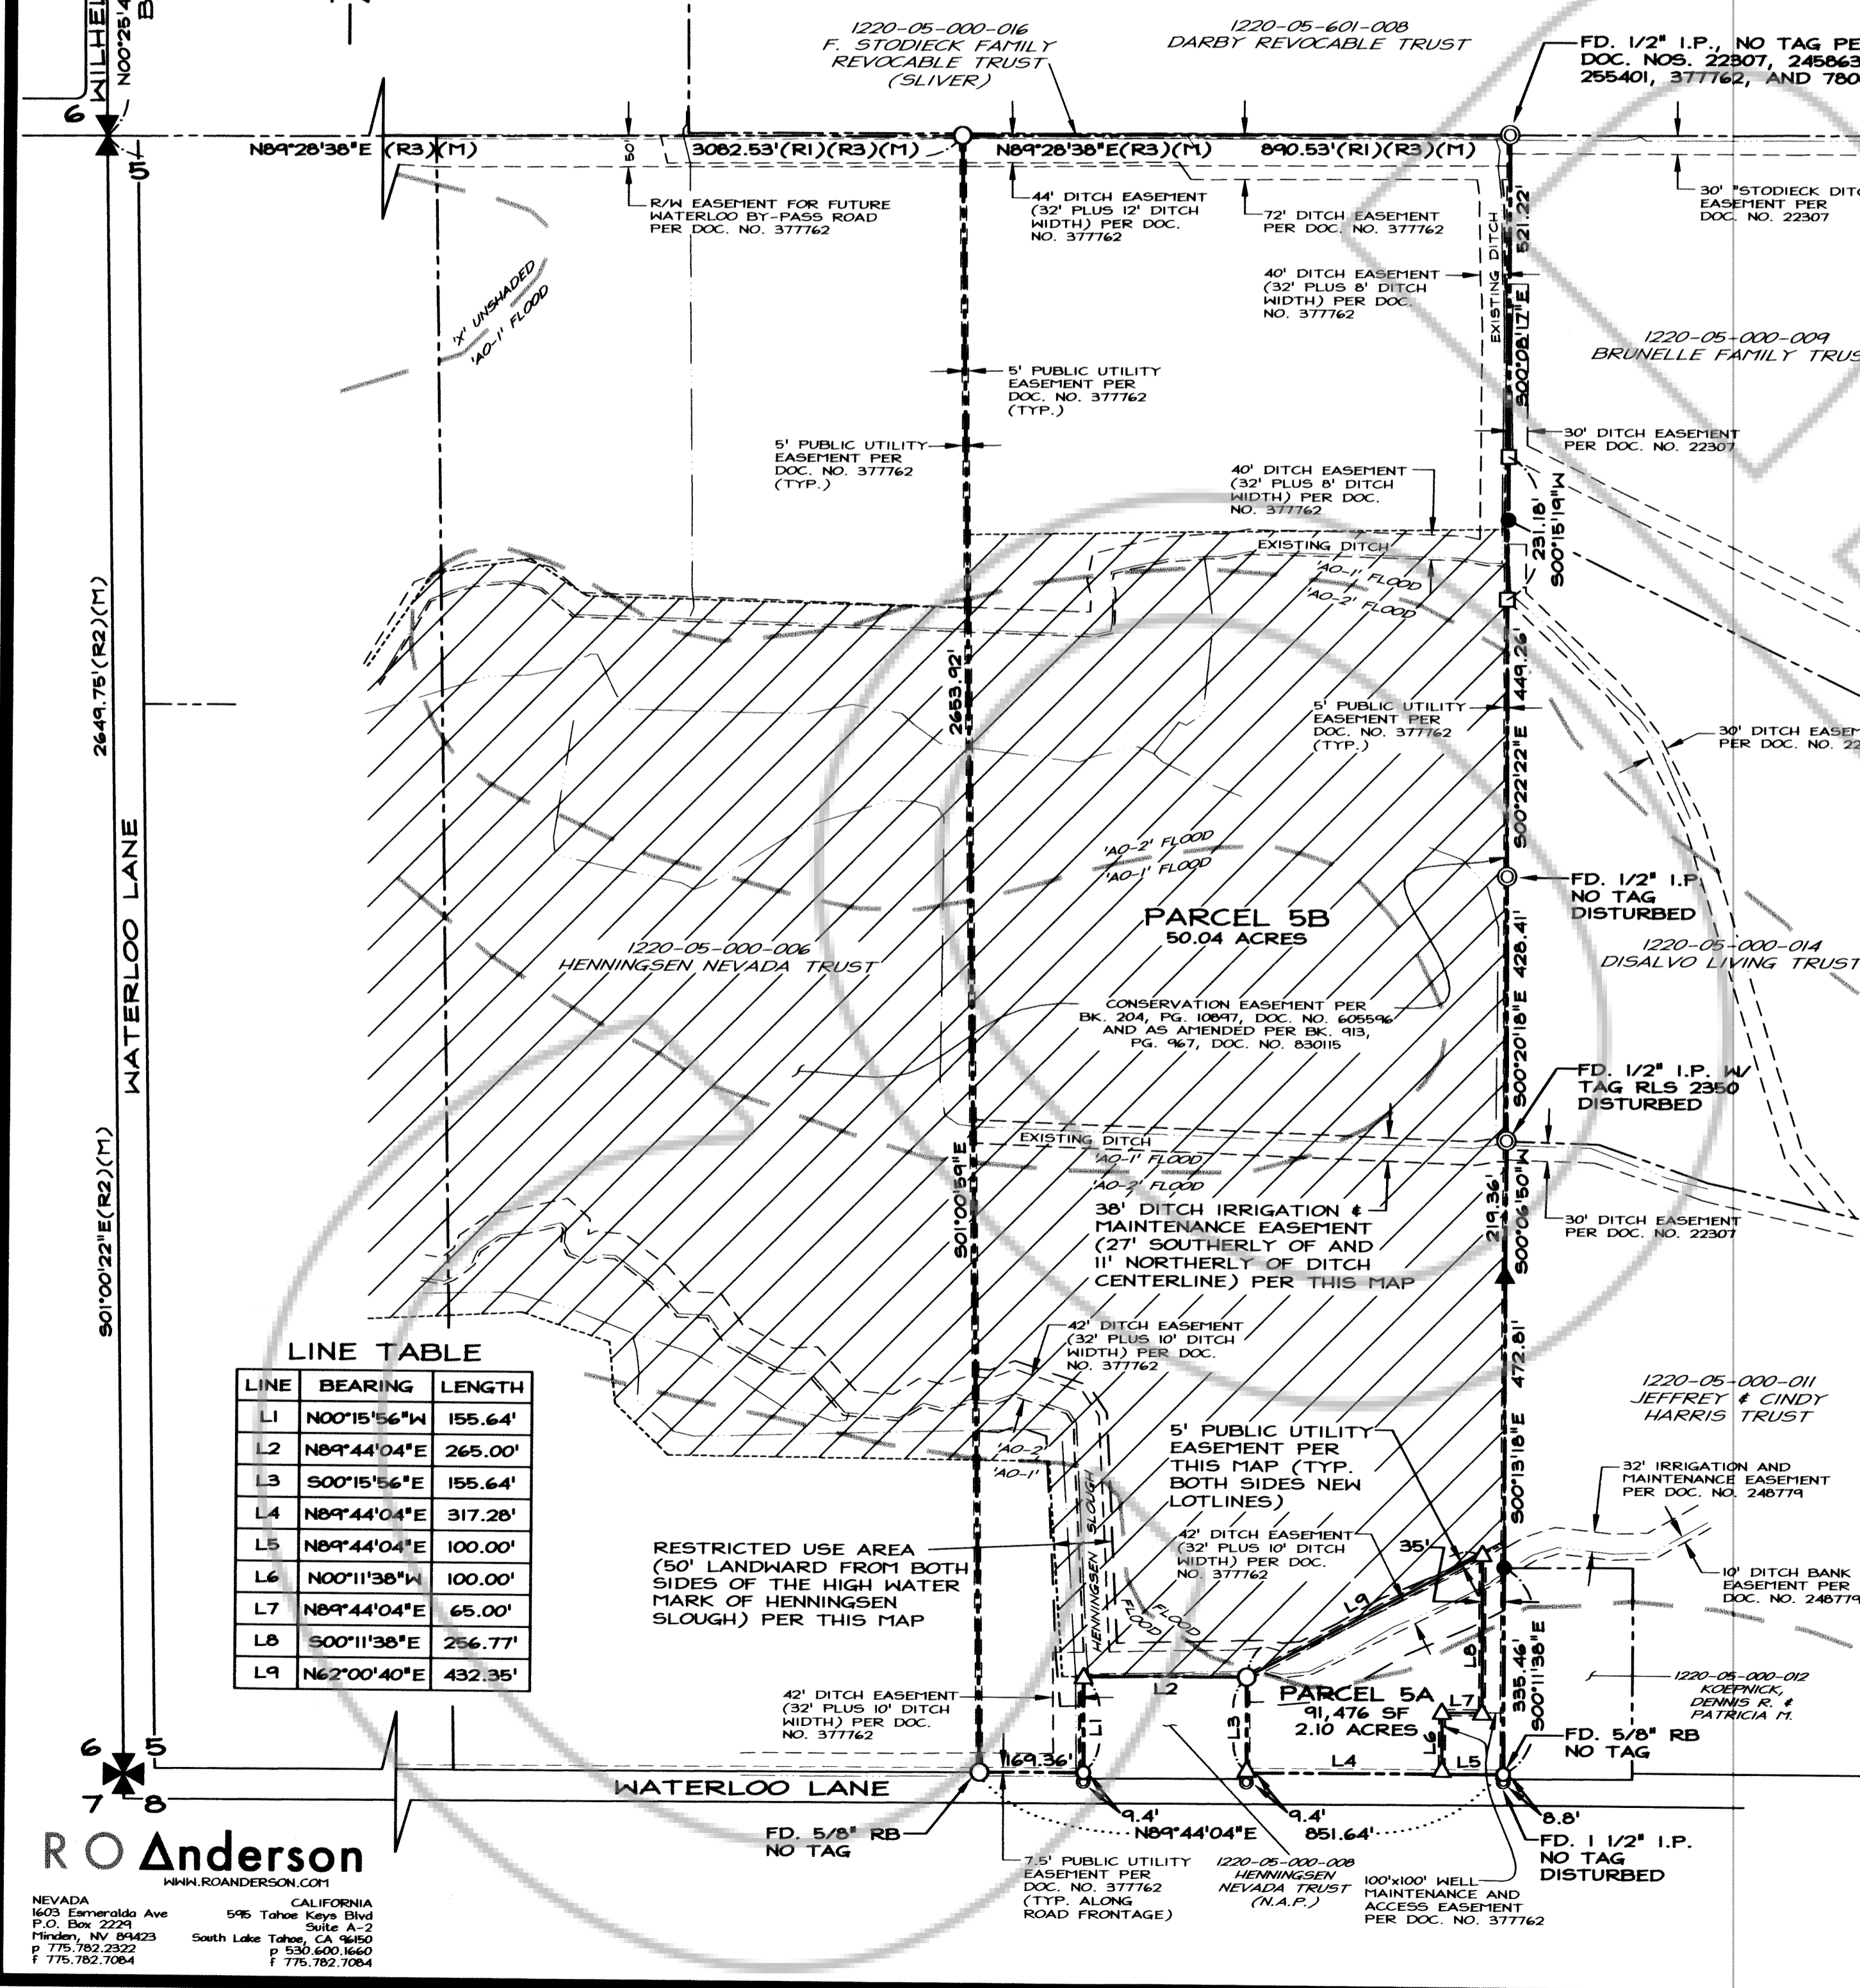 WILHEL
N00°25'4
B
6
5
1220-05-000-016
F. STODIECK FAMILY
REVOCABLE TRUST
(SLIVER)
1220-05-601-008
DARBY REVOCABLE TRUST
FD. 1/2" I.P., NO TAG PE
DOC. NOS. 22307, 245863
255401, 377762, AND 780
N89°28'38"E (R3)(M)
50'
3082.53'(R1)(R3)(M)
N89°28'38"E(R3)(M)
890.53'(R1)(R3)(M)
R/W EASEMENT FOR FUTURE
WATERLOO BY-PASS ROAD
PER DOC. NO. 377762
44' DITCH EASEMENT
(32' PLUS 12' DITCH
WIDTH) PER DOC.
NO. 377762
72' DITCH EASEMENT
PER DOC. NO. 377762
30' "STODIECK DITC
EASEMENT PER
DOC. NO. 22307
40' DITCH EASEMENT
(32' PLUS 8' DITCH
WIDTH) PER DOC.
NO. 377762
EXISTING DITCH
521.22'
S00°08'17"E
'X' UNSHADED
'AO-1' FLOOD
1220-05-000-009
BRUNELLE FAMILY TRUS
5' PUBLIC UTILITY
EASEMENT PER
DOC. NO. 377762
(TYP.)
5' PUBLIC UTILITY
EASEMENT PER
DOC. NO. 377762
(TYP.)
30' DITCH EASEMENT
PER DOC. NO. 22307
40' DITCH EASEMENT
(32' PLUS 8' DITCH
WIDTH) PER DOC.
NO. 377762
231.18'
S00°15'19"W
EXISTING DITCH
'AO-1' FLOOD
'AO-2' FLOOD
2649.75'(R2)(M)
2653.92'
449.26'
S00°22'22"E
5' PUBLIC UTILITY
EASEMENT PER
DOC. NO. 377762
(TYP.)
30' DITCH EASEM
PER DOC. NO. 22
WATERLOO LANE
'AO-2' FLOOD
'AO-1' FLOOD
PARCEL 5B
50.04 ACRES
FD. 1/2" I.P.
NO TAG
DISTURBED
428.41'
S00°20'18"E
1220-05-000-006
HENNINGSEN NEVADA TRUST
1220-05-000-014
DISALVO LIVING TRUST
CONSERVATION EASEMENT PER
BK. 204, PG. 10897, DOC. NO. 605596
AND AS AMENDED PER BK. 913,
PG. 967, DOC. NO. 830115
FD. 1/2" I.P. W/
TAG RLS 2350
DISTURBED
S01°00'22"E(R2)(M)
S01°00'59"E
EXISTING DITCH
'AO-1' FLOOD
'AO-2' FLOOD
38' DITCH IRRIGATION &
MAINTENANCE EASEMENT
(27' SOUTHERLY OF AND
11' NORTHERLY OF DITCH
CENTERLINE) PER THIS MAP
219.36'
S00°06'50"W
30' DITCH EASEMENT
PER DOC. NO. 22307
42' DITCH EASEMENT
(32' PLUS 10' DITCH
WIDTH) PER DOC.
NO. 377762
472.81'
S00°13'18"E
LINE TABLE
LINE BEARING LENGTH
L1 N00°15'56"W 155.64'
L2 N89°44'04"E 265.00'
L3 S00°15'56"E 155.64'
L4 N89°44'04"E 317.28'
L5 N89°44'04"E 100.00'
L6 N00°11'38"W 100.00'
L7 N89°44'04"E 65.00'
L8 S00°11'38"E 256.77'
L9 N62°00'40"E 432.35'
1220-05-000-011
JEFFREY & CINDY
HARRIS TRUST
5' PUBLIC UTILITY
EASEMENT PER
THIS MAP (TYP.
BOTH SIDES NEW
LOTLINES)
'AO-2'
'AO-1'
32' IRRIGATION AND
MAINTENANCE EASEMENT
PER DOC. NO. 248779
RESTRICTED USE AREA
(50' LANDWARD FROM BOTH
SIDES OF THE HIGH WATER
MARK OF HENNINGSEN
SLOUGH) PER THIS MAP
HENNINGSEN SLOUGH
FLOOD
FLOOD
42' DITCH EASEMENT
(32' PLUS 10' DITCH
WIDTH) PER DOC.
NO. 377762
35'
L9
10' DITCH BANK
EASEMENT PER
DOC. NO. 248779
42' DITCH EASEMENT
(32' PLUS 10' DITCH
WIDTH) PER DOC.
NO. 377762
L2
L1
L3
PARCEL 5A
91,476 SF
2.10 ACRES
L7
L8
L6
L4
L5
335.46'
S00°11'38"E
1220-05-000-012
KOEPNICK,
DENNIS R. &
PATRICIA M.
FD. 5/8" RB
NO TAG
6
5
7
8
169.36'
WATERLOO LANE
FD. 5/8" RB
NO TAG
9.4'
N89°44'04"E
9.4'
851.64'
8.8'
FD. 1 1/2" I.P.
NO TAG
DISTURBED
7.5' PUBLIC UTILITY
EASEMENT PER
DOC. NO. 377762
(TYP. ALONG
ROAD FRONTAGE)
1220-05-000-008
HENNINGSEN
NEVADA TRUST
(N.A.P.)
100'x100' WELL
MAINTENANCE AND
ACCESS EASEMENT
PER DOC. NO. 377762
RO Anderson
WWW.ROANDERSON.COM
NEVADA
1603 Esmeralda Ave
P.O. Box 2229
Minden, NV 89423
p 775.782.2322
f 775.782.7084
CALIFORNIA
595 Tahoe Keys Blvd
Suite A-2
South Lake Tahoe, CA 96150
p 530.600.1660
f 775.782.7084